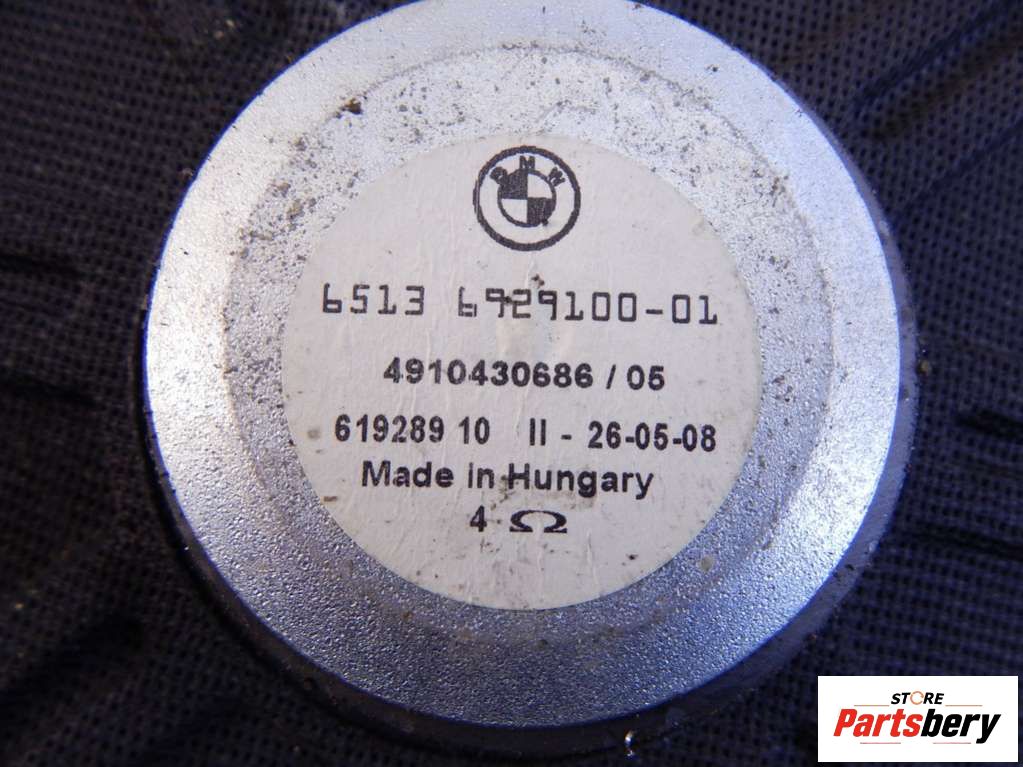 BMW
6513 6929100-01
4910430686 / 05
619289 10 II - 26-05-08
Made in Hungary
4 Ω
STORE
Partsbery